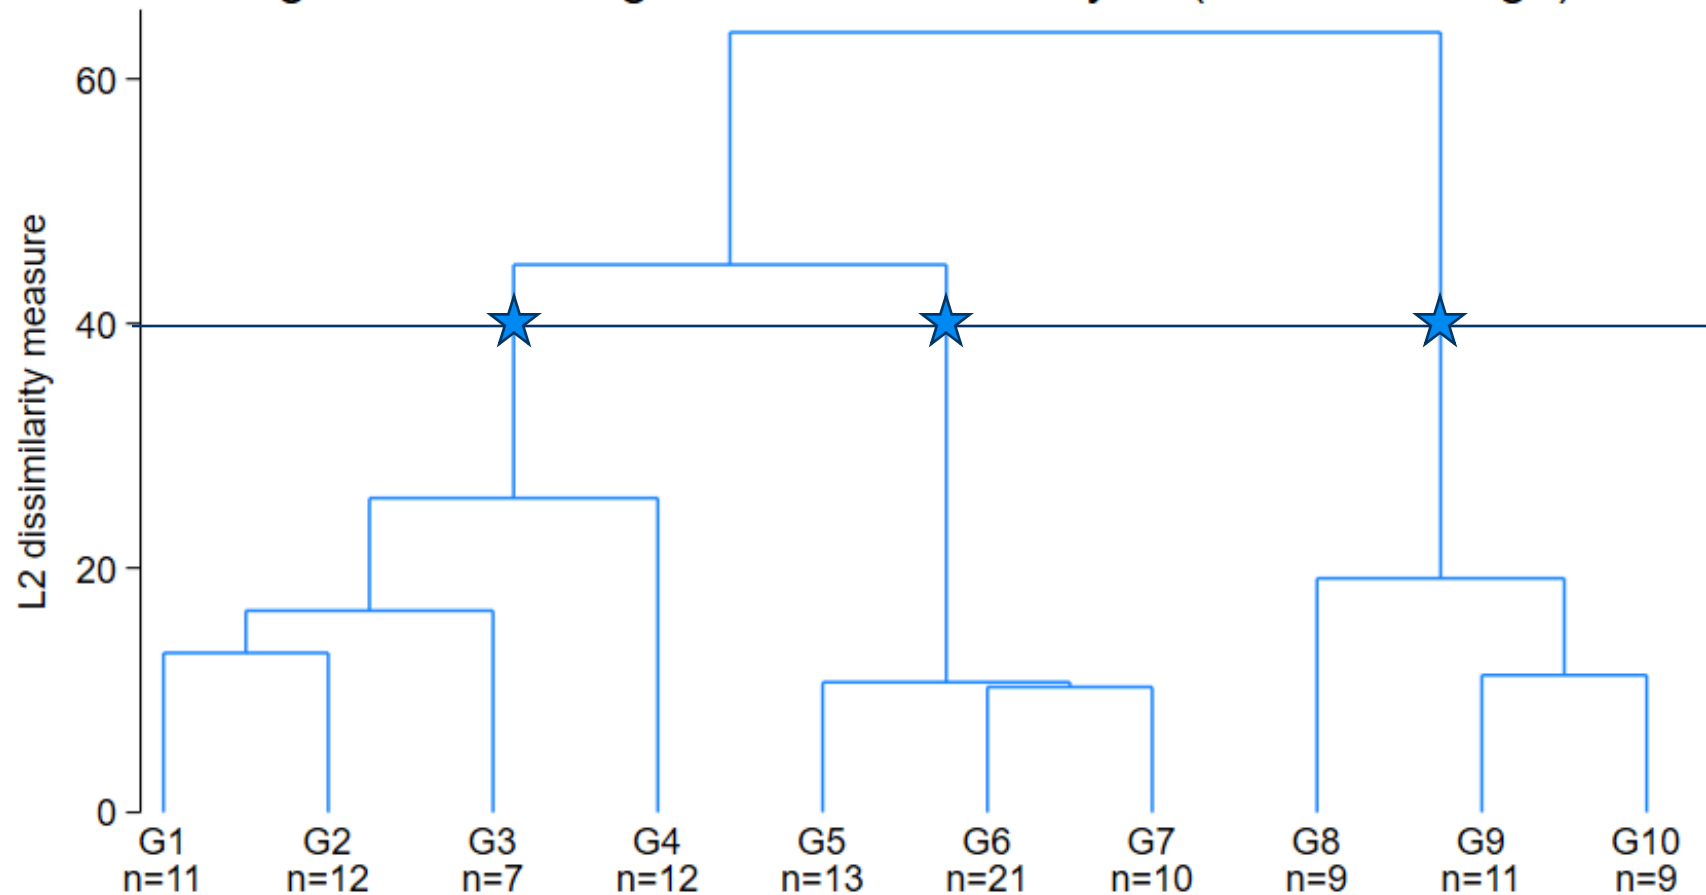 60
40
20
0
L2 dissimilarity measure
G1 G2 G3 G4 G5 G6 G7 G8 G9 G10
n=11 n=12 n=7 n=12 n=13 n=21 n=10 n=9 n=11 n=9